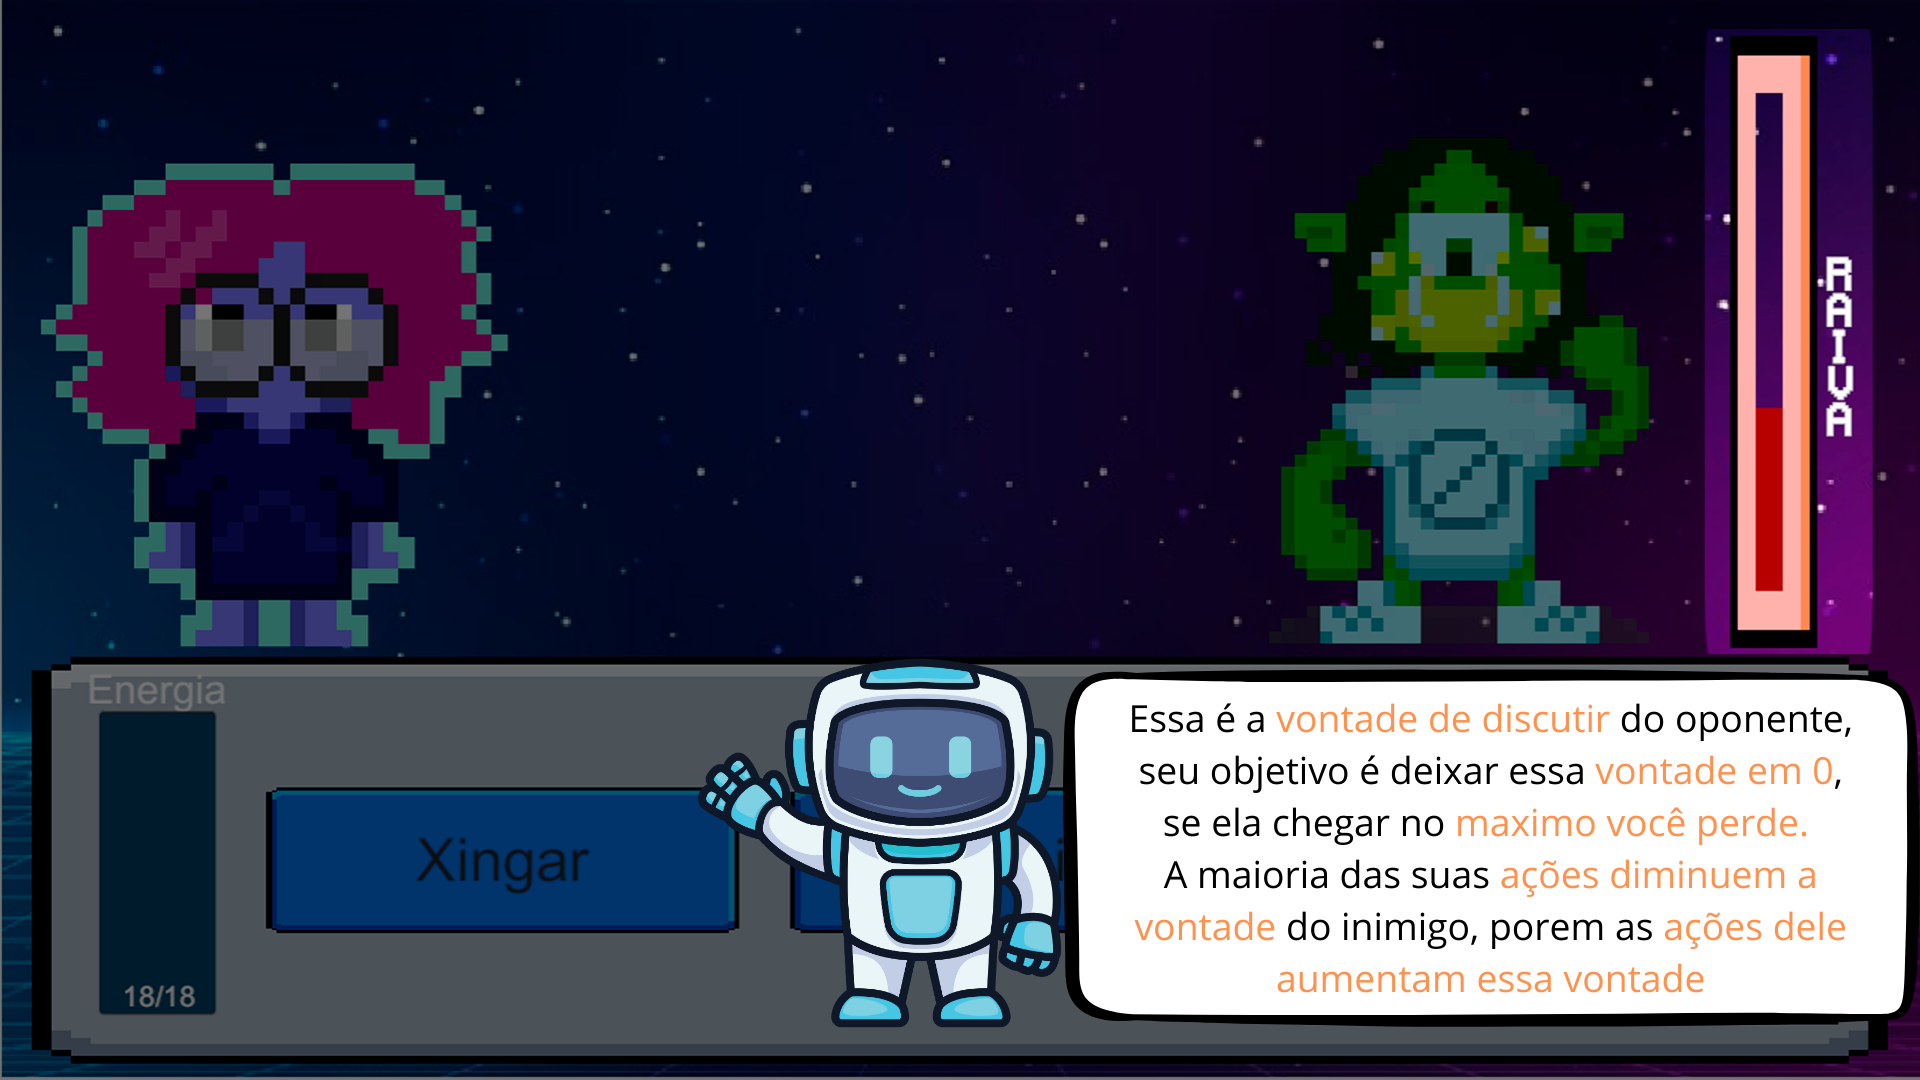 RAIVA
Energia
18/18
Xingar
Essa é a vontade de discutir do oponente,
seu objetivo é deixar essa vontade em 0,
se ela chegar no maximo você perde.
A maioria das suas ações diminuem a
vontade do inimigo, porem as ações dele
aumentam essa vontade